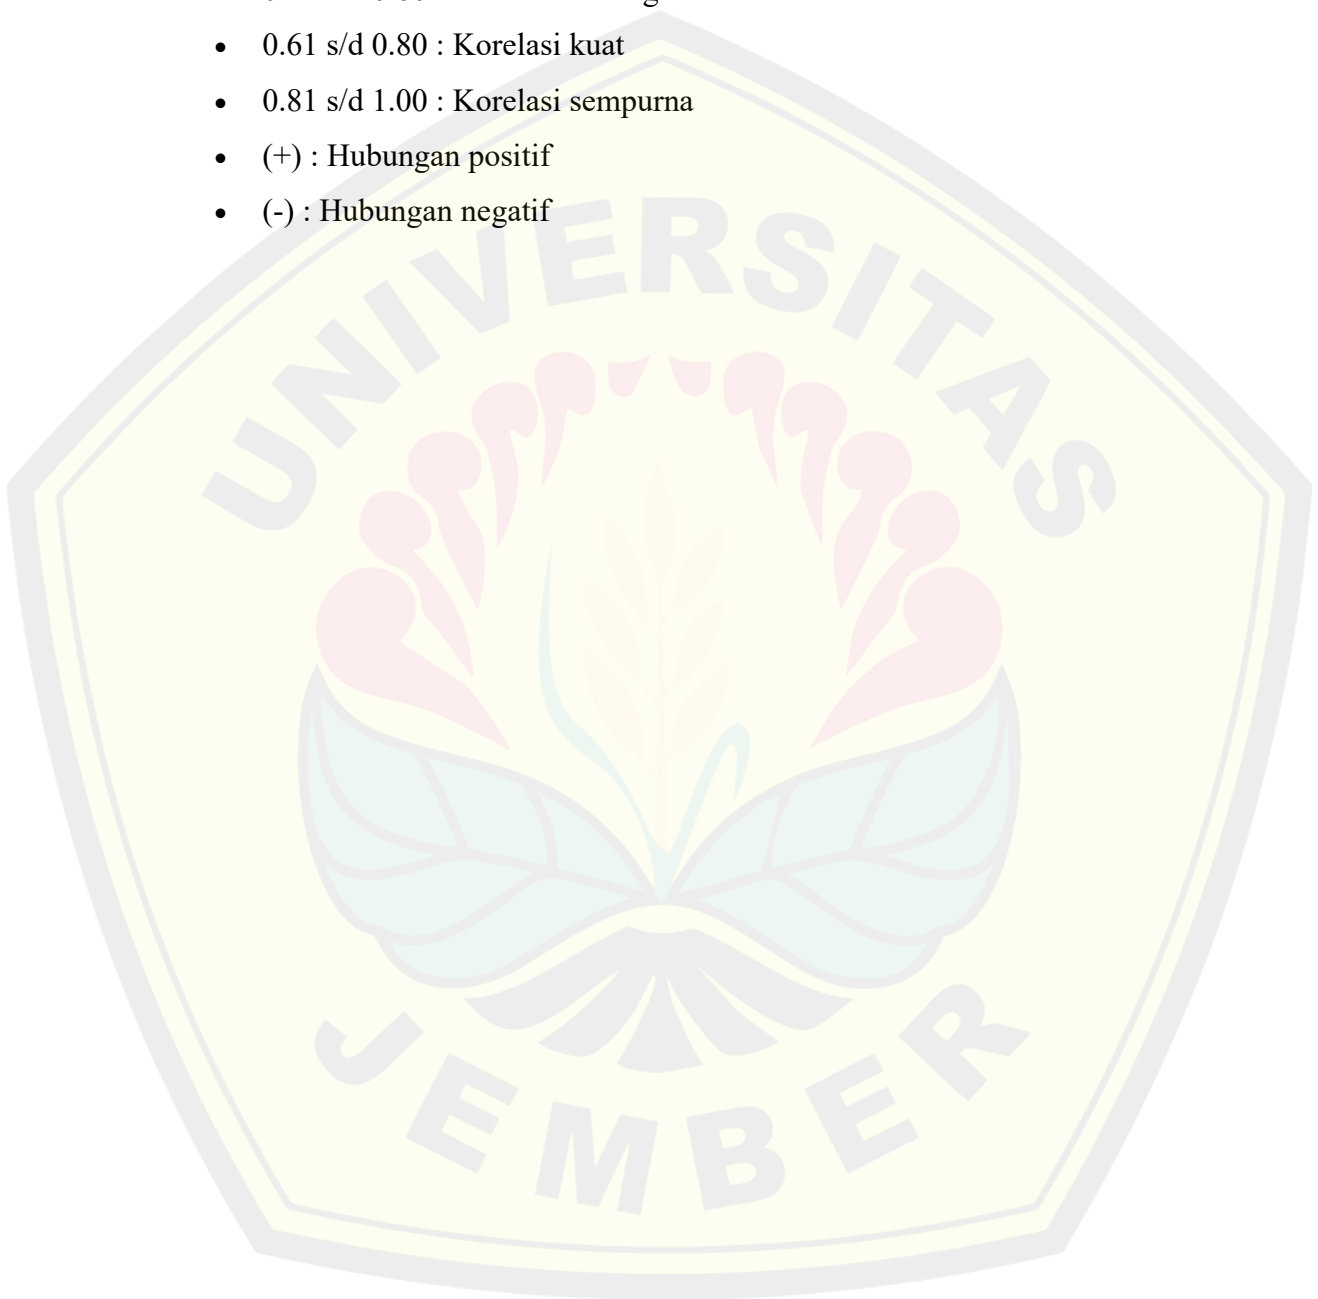 • 0.61 s/d 0.80 : Korelasi kuat
• 0.81 s/d 1.00 : Korelasi sempurna
• (+) : Hubungan positif
• (-) : Hubungan negatif
UNIVERSITAS
JEMBER